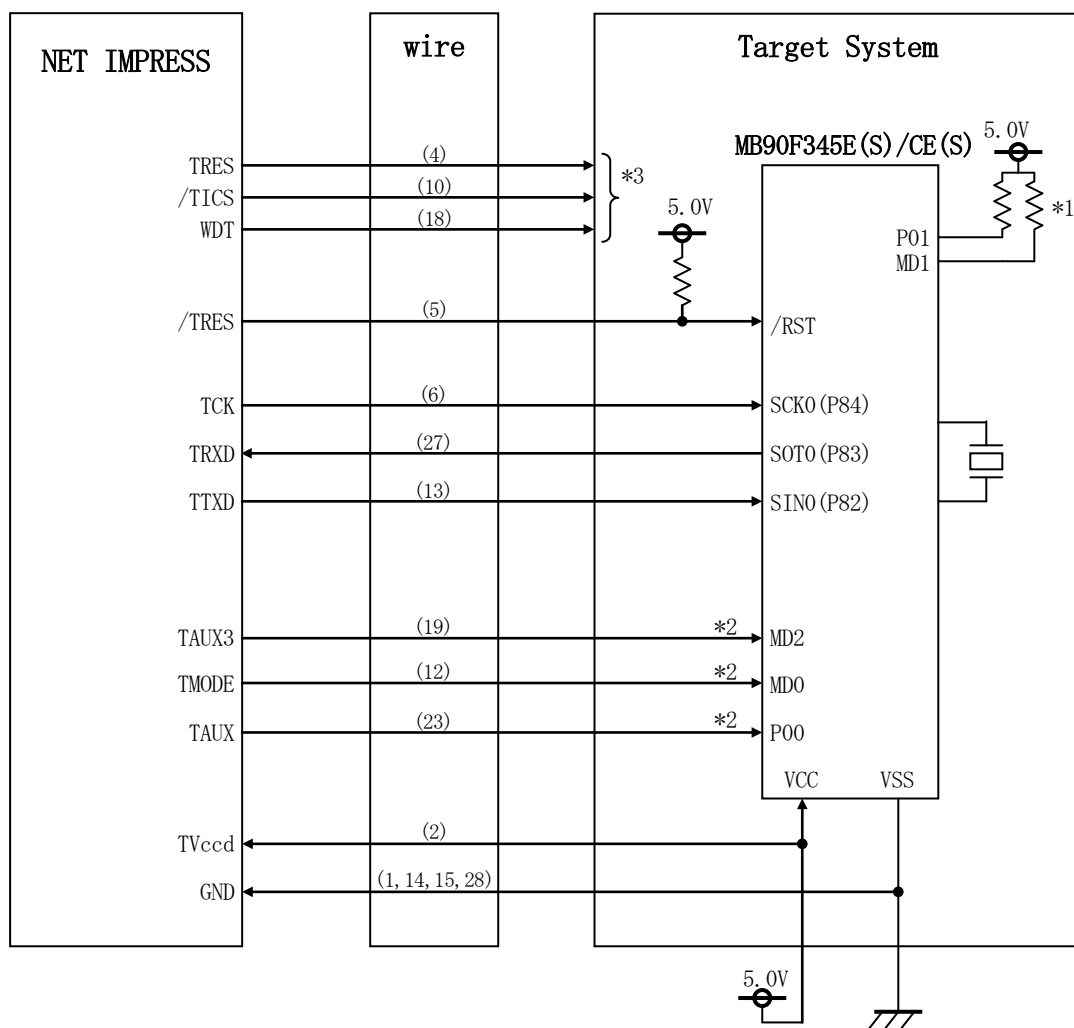 NET IMPRESS
wire
Target System
MB90F345E(S)/CE(S)
5.0V
*1
P01
MD1
TRES
(4)
/TICS
(10)
WDT
(18)
*3
5.0V
/TRES
(5)
/RST
TCK
(6)
SCK0(P84)
TRXD
(27)
SOT0(P83)
TTXD
(13)
SIN0(P82)
TAUX3
(19)
*2
MD2
TMODE
(12)
*2
MD0
TAUX
(23)
*2
P00
VCC
VSS
TVccd
(2)
GND
(1,14,15,28)
5.0V